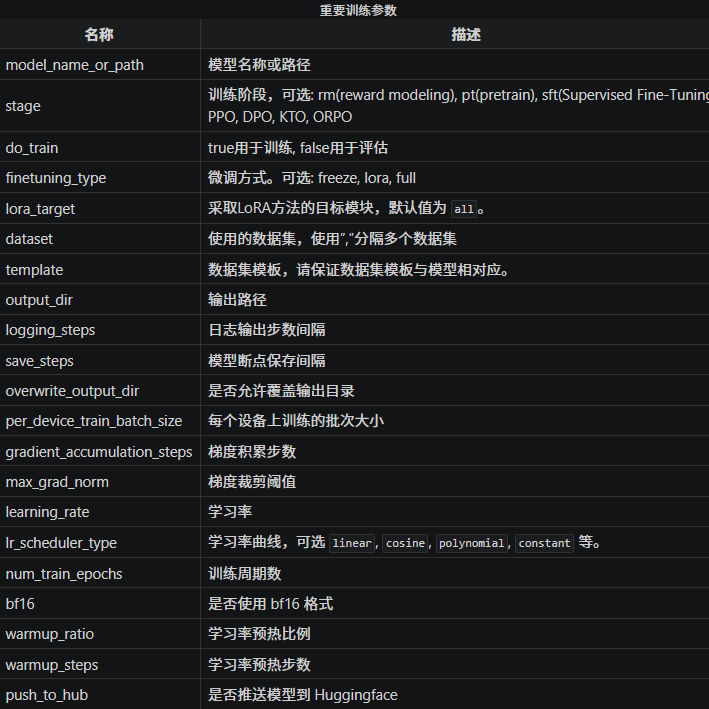 重要训练参数
名称 描述
model_name_or_path 模型名称或路径
stage 训练阶段，可选: rm(reward modeling), pt(pretrain), sft(Supervised Fine-Tuning
PPO, DPO, KTO, ORPO
do_train true用于训练, false用于评估
finetuning_type 微调方式。可选: freeze, lora, full
lora_target 采取LoRA方法的目标模块，默认值为 all。
dataset 使用的数据集，使用”,”分隔多个数据集
template 数据集模板，请保证数据集模板与模型相对应。
output_dir 输出路径
logging_steps 日志输出步数间隔
save_steps 模型断点保存间隔
overwrite_output_dir 是否允许覆盖输出目录
per_device_train_batch_size 每个设备上训练的批次大小
gradient_accumulation_steps 梯度积累步数
max_grad_norm 梯度裁剪阈值
learning_rate 学习率
lr_scheduler_type 学习率曲线，可选 linear, cosine, polynomial, constant 等。
num_train_epochs 训练周期数
bf16 是否使用 bf16 格式
warmup_ratio 学习率预热比例
warmup_steps 学习率预热步数
push_to_hub 是否推送模型到 Huggingface